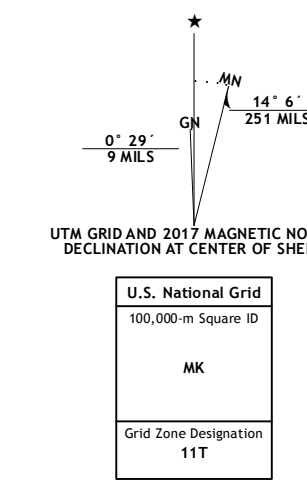 ★
MN
GN
14° 6´
251 MILS
0° 29´
9 MILS
UTM GRID AND 2017 MAGNETIC NO
DECLINATION AT CENTER OF SHE
U.S. National Grid
100,000-m Square ID
MK
Grid Zone Designation
11T